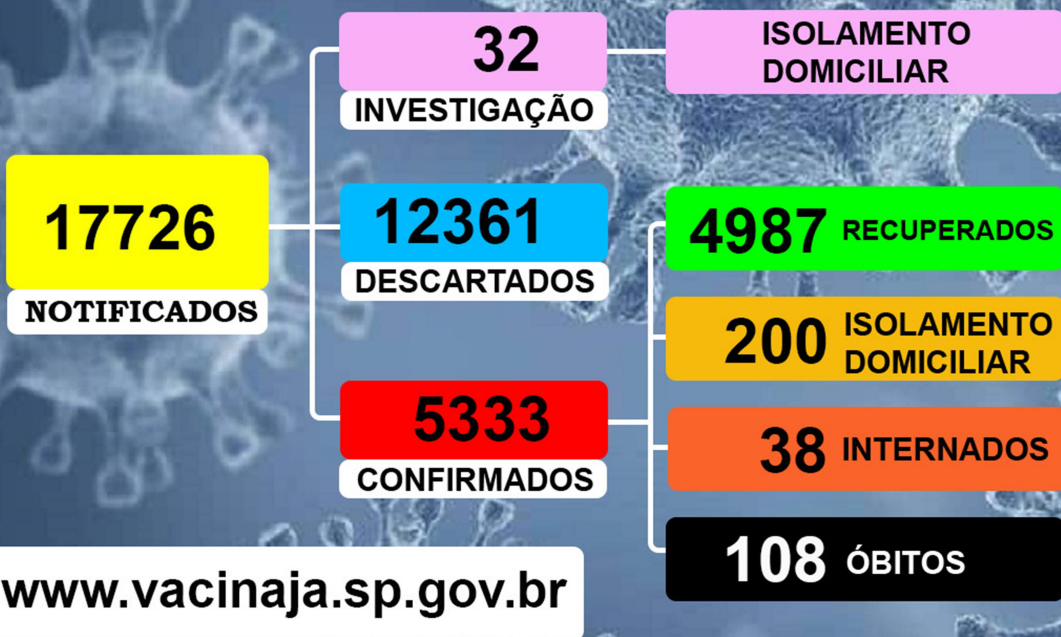 17726
NOTIFICADOS
32
INVESTIGAÇÃO
ISOLAMENTO
DOMICILIAR
12361
DESCARTADOS
5333
CONFIRMADOS
4987 RECUPERADOS
200 ISOLAMENTO
DOMICILIAR
38 INTERNADOS
108 ÓBITOS
www.vacinaja.sp.gov.br